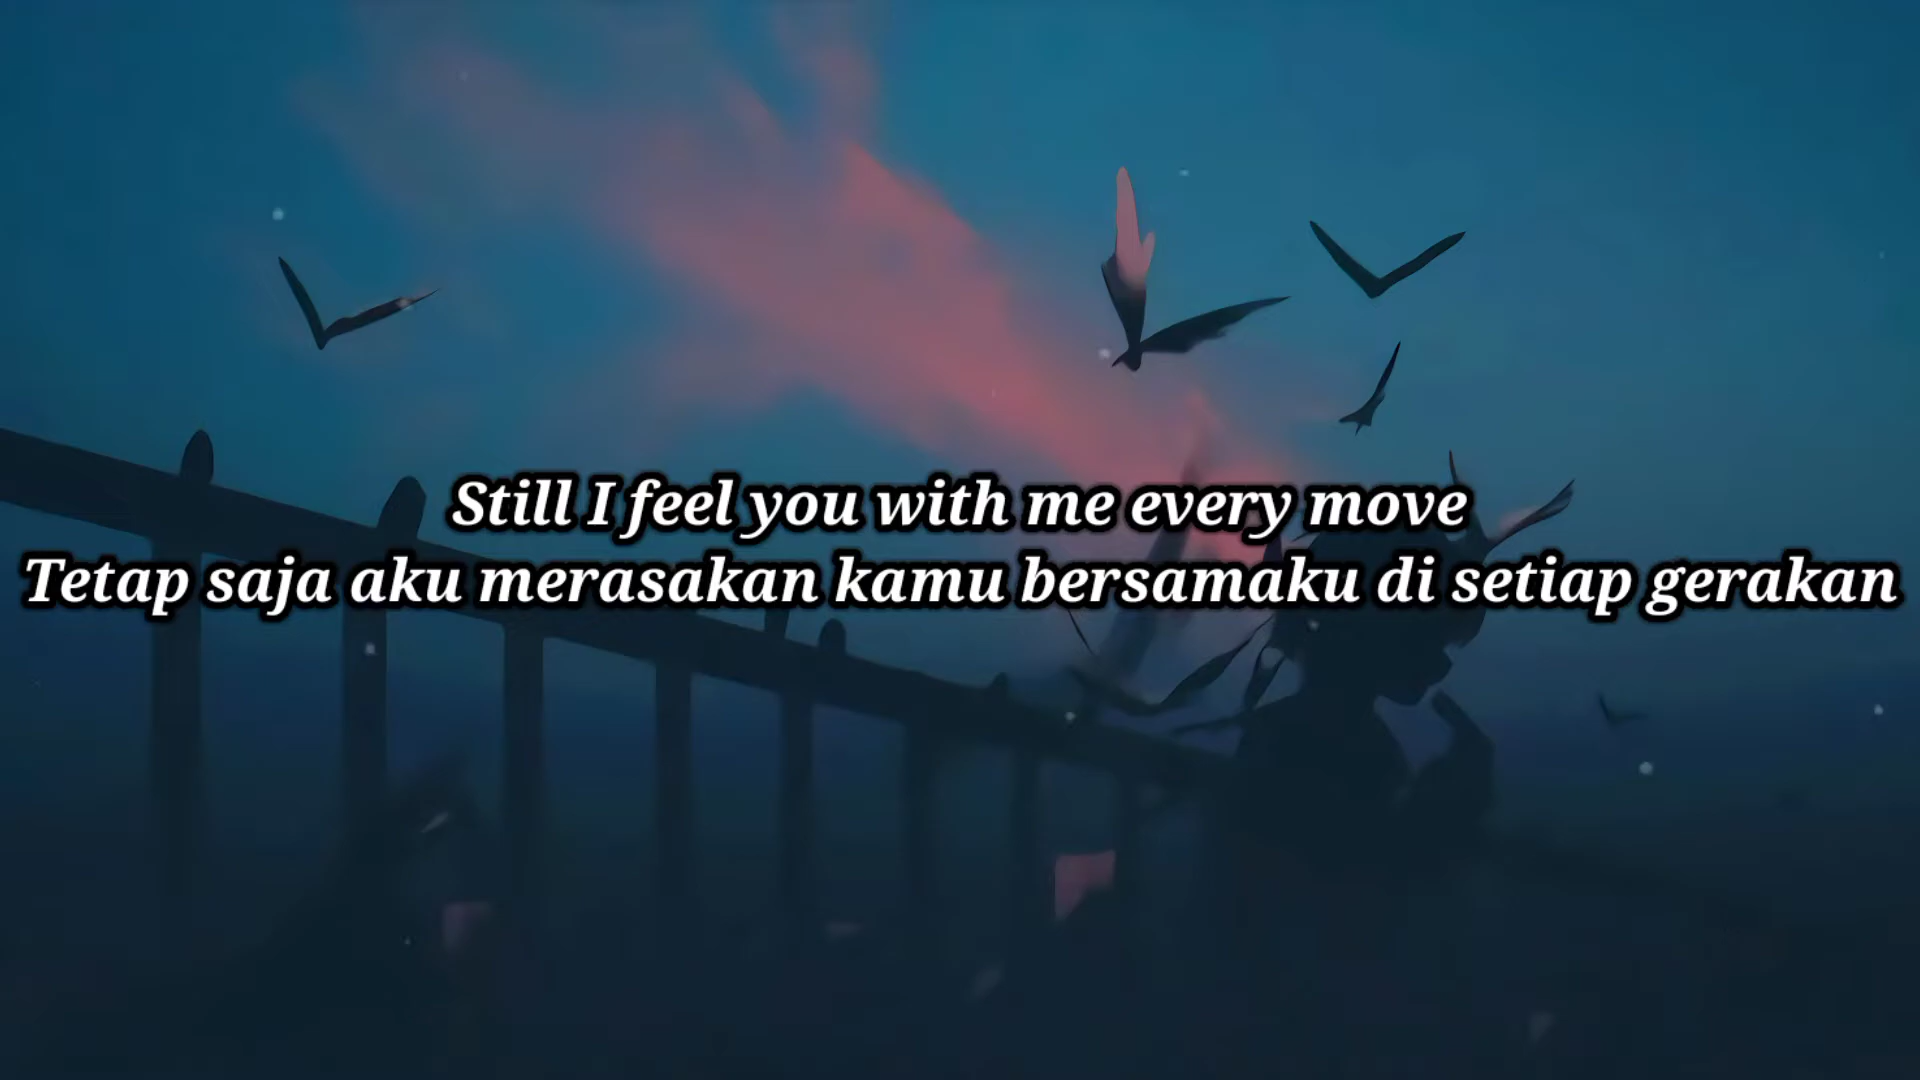 Still I feel you with me every move
Tetap saja aku merasakan kamu bersamaku di setiap gerakan